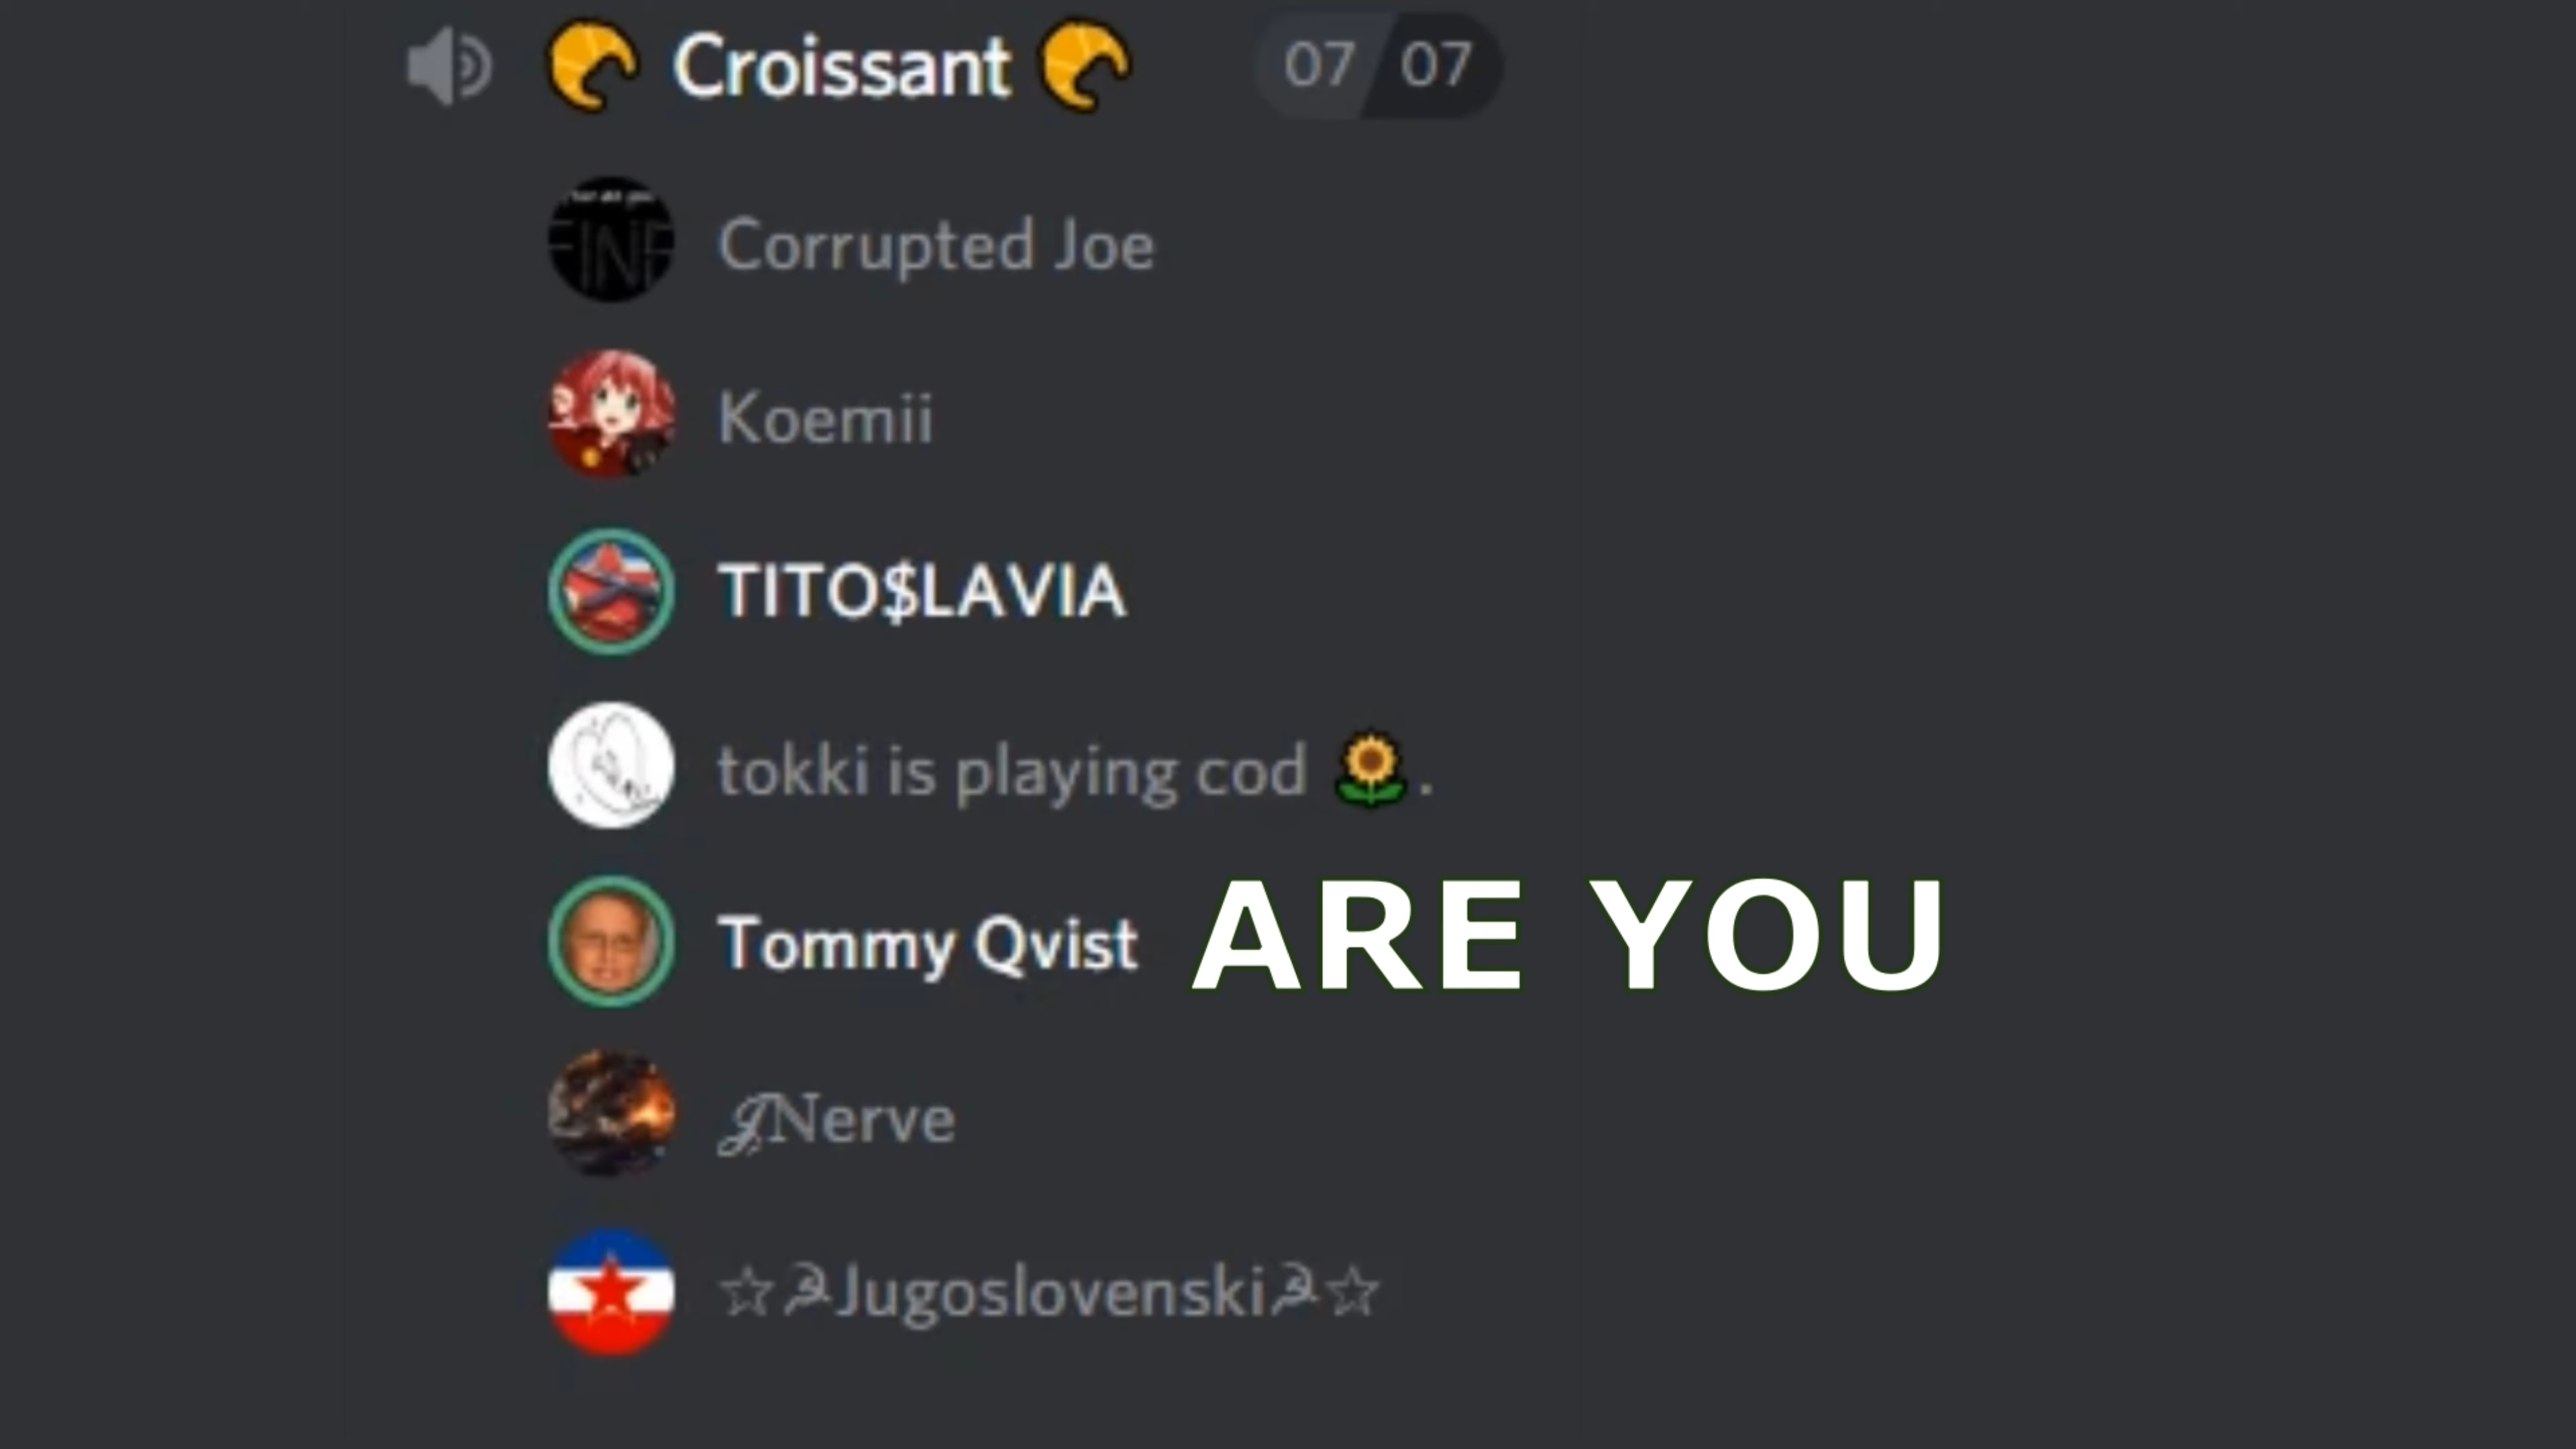 🥐 Croissant 🥐 07 07
Corrupted Joe
Koemii
TITO$LAVIA
tokki is playing cod 🌻.
Tommy Qvist ARE YOU
𝒥Nerve
☆☭Jugoslovenski☭☆